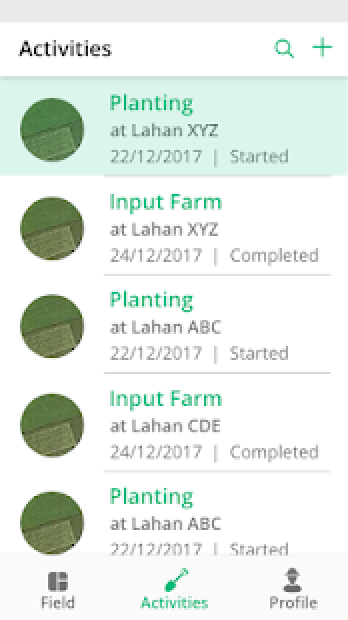 Activities
Planting
at Lahan XYZ
22/12/2017 | Started
Input Farm
at Lahan XYZ
24/12/2017 | Completed
Planting
at Lahan ABC
22/12/2017 | Started
Input Farm
at Lahan CDE
24/12/2017 | Completed
Planting
at Lahan ABC
22/12/2017 | Started
Field Activities Profile